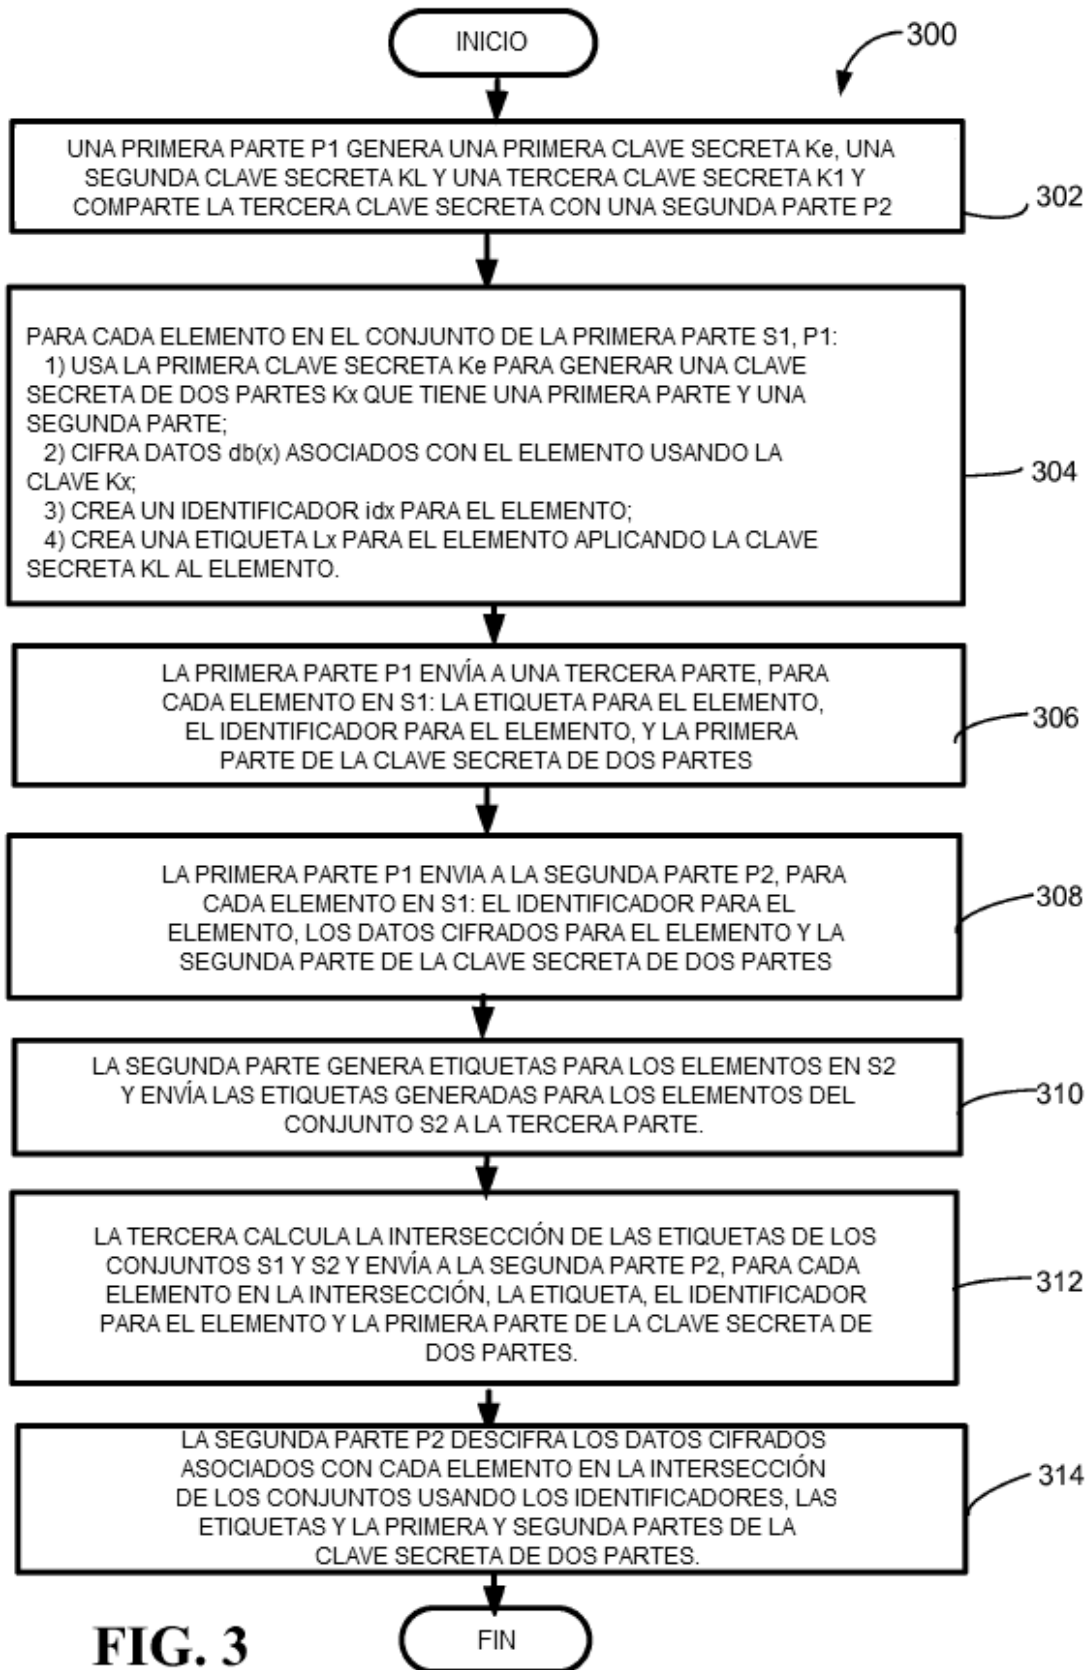 INICIO
300
UNA PRIMERA PARTE P1 GENERA UNA PRIMERA CLAVE SECRETA Ke, UNA
SEGUNDA CLAVE SECRETA KL Y UNA TERCERA CLAVE SECRETA K1 Y
COMPARTE LA TERCERA CLAVE SECRETA CON UNA SEGUNDA PARTE P2
302
PARA CADA ELEMENTO EN EL CONJUNTO DE LA PRIMERA PARTE S1, P1:
1) USA LA PRIMERA CLAVE SECRETA Ke PARA GENERAR UNA CLAVE
SECRETA DE DOS PARTES Kx QUE TIENE UNA PRIMERA PARTE Y UNA
SEGUNDA PARTE;
2) CIFRA DATOS db(x) ASOCIADOS CON EL ELEMENTO USANDO LA
CLAVE Kx;
3) CREA UN IDENTIFICADOR idx PARA EL ELEMENTO;
4) CREA UNA ETIQUETA Lx PARA EL ELEMENTO APLICANDO LA CLAVE
SECRETA KL AL ELEMENTO.
304
LA PRIMERA PARTE P1 ENVÍA A UNA TERCERA PARTE, PARA
CADA ELEMENTO EN S1: LA ETIQUETA PARA EL ELEMENTO,
EL IDENTIFICADOR PARA EL ELEMENTO, Y LA PRIMERA
PARTE DE LA CLAVE SECRETA DE DOS PARTES
306
LA PRIMERA PARTE P1 ENVIA A LA SEGUNDA PARTE P2, PARA
CADA ELEMENTO EN S1: EL IDENTIFICADOR PARA EL
ELEMENTO, LOS DATOS CIFRADOS PARA EL ELEMENTO Y LA
SEGUNDA PARTE DE LA CLAVE SECRETA DE DOS PARTES
308
LA SEGUNDA PARTE GENERA ETIQUETAS PARA LOS ELEMENTOS EN S2
Y ENVÍA LAS ETIQUETAS GENERADAS PARA LOS ELEMENTOS DEL
CONJUNTO S2 A LA TERCERA PARTE.
310
LA TERCERA CALCULA LA INTERSECCIÓN DE LAS ETIQUETAS DE LOS
CONJUNTOS S1 Y S2 Y ENVÍA A LA SEGUNDA PARTE P2, PARA CADA
ELEMENTO EN LA INTERSECCIÓN, LA ETIQUETA, EL IDENTIFICADOR
PARA EL ELEMENTO Y LA PRIMERA PARTE DE LA CLAVE SECRETA DE
DOS PARTES.
312
LA SEGUNDA PARTE P2 DESCIFRA LOS DATOS CIFRADOS
ASOCIADOS CON CADA ELEMENTO EN LA INTERSECCIÓN
DE LOS CONJUNTOS USANDO LOS IDENTIFICADORES, LAS
ETIQUETAS Y LA PRIMERA Y SEGUNDA PARTES DE LA
CLAVE SECRETA DE DOS PARTES.
314
FIN
FIG. 3